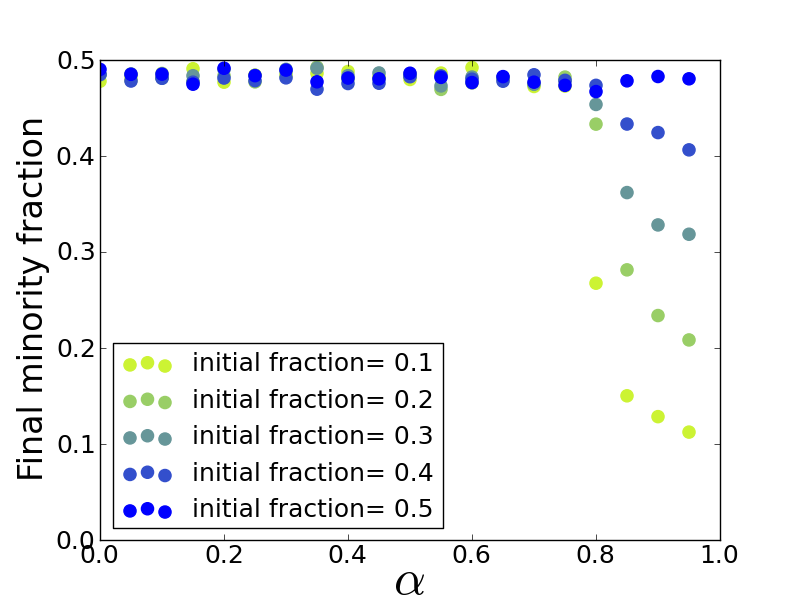 0.5
0.4
0.3
0.2
0.1
0.0
Final minority fraction
initial fraction= 0.1
initial fraction= 0.2
initial fraction= 0.3
initial fraction= 0.4
initial fraction= 0.5
0.0 0.2 0.4 0.6 0.8 1.0
α